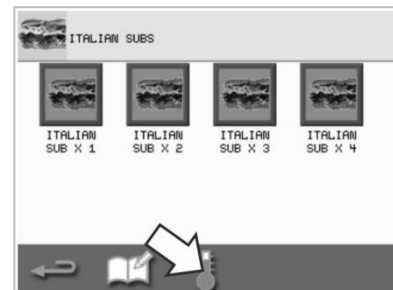 ITALIAN SUBS
ITALIAN SUB X 1
ITALIAN SUB X 2
ITALIAN SUB X 3
ITALIAN SUB X 4